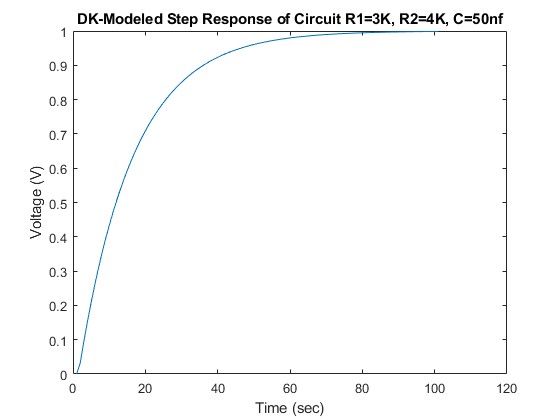 DK-Modeled Step Response of Circuit R1=3K, R2=4K, C=50nf
1
0.9
0.8
0.7
0.6
0.5
0.4
0.3
0.2
0.1
0
Voltage (V)
0 20 40 60 80 100 120
Time (sec)